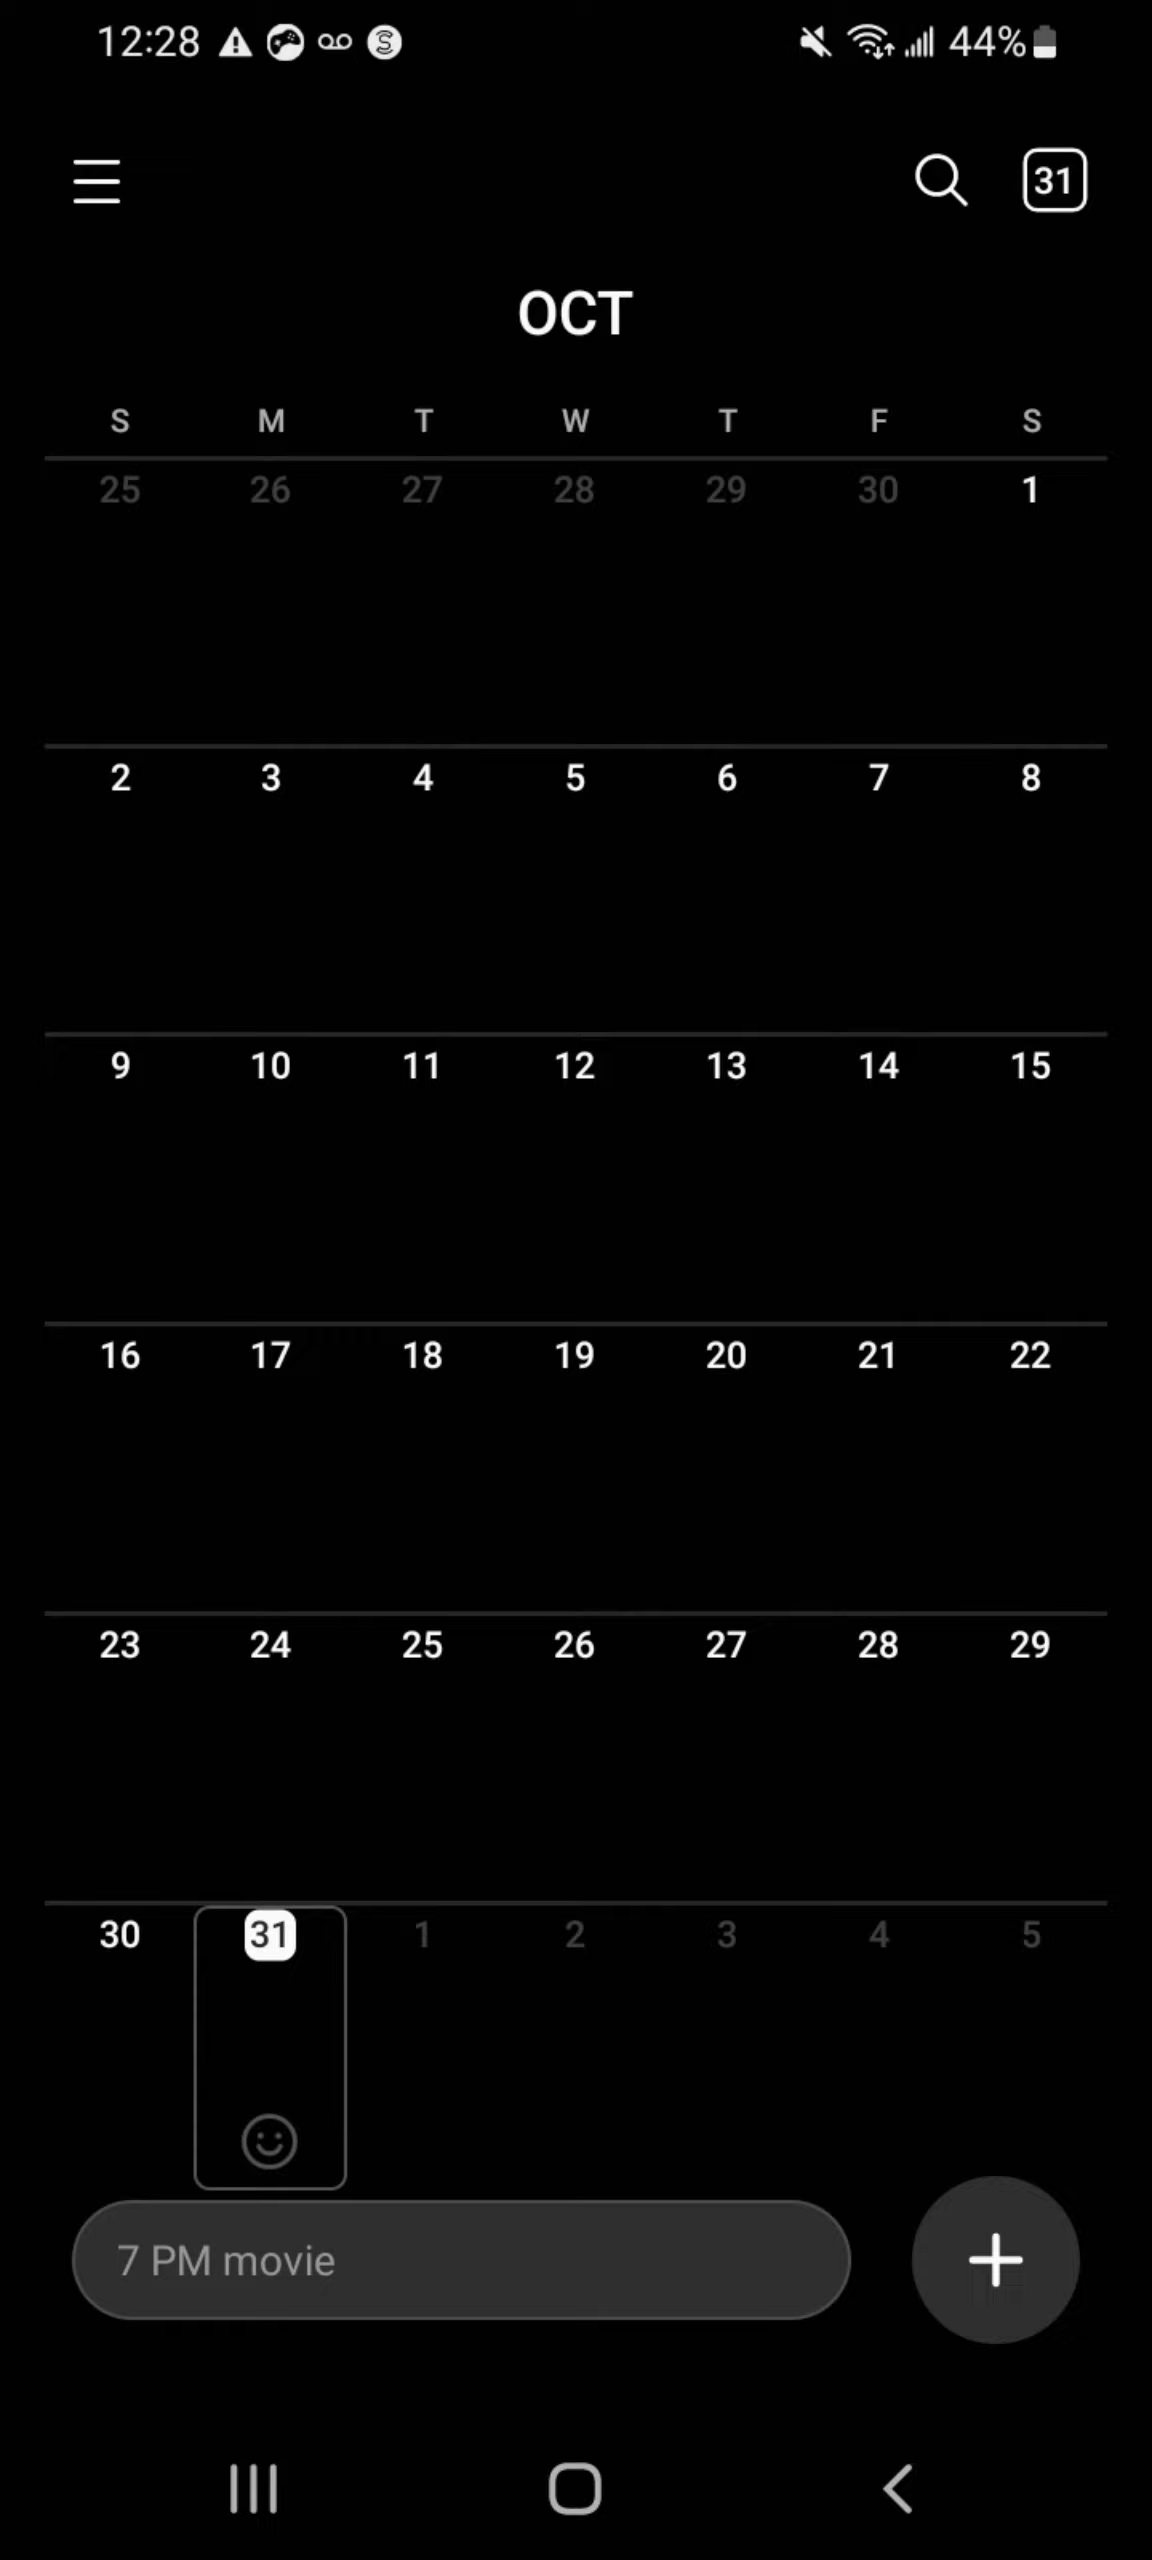 12:28 44%
31
OCT
S M T W T F S
25 26 27 28 29 30 1
2 3 4 5 6 7 8
9 10 11 12 13 14 15
16 17 18 19 20 21 22
23 24 25 26 27 28 29
30 31 1 2 3 4 5
7 PM movie